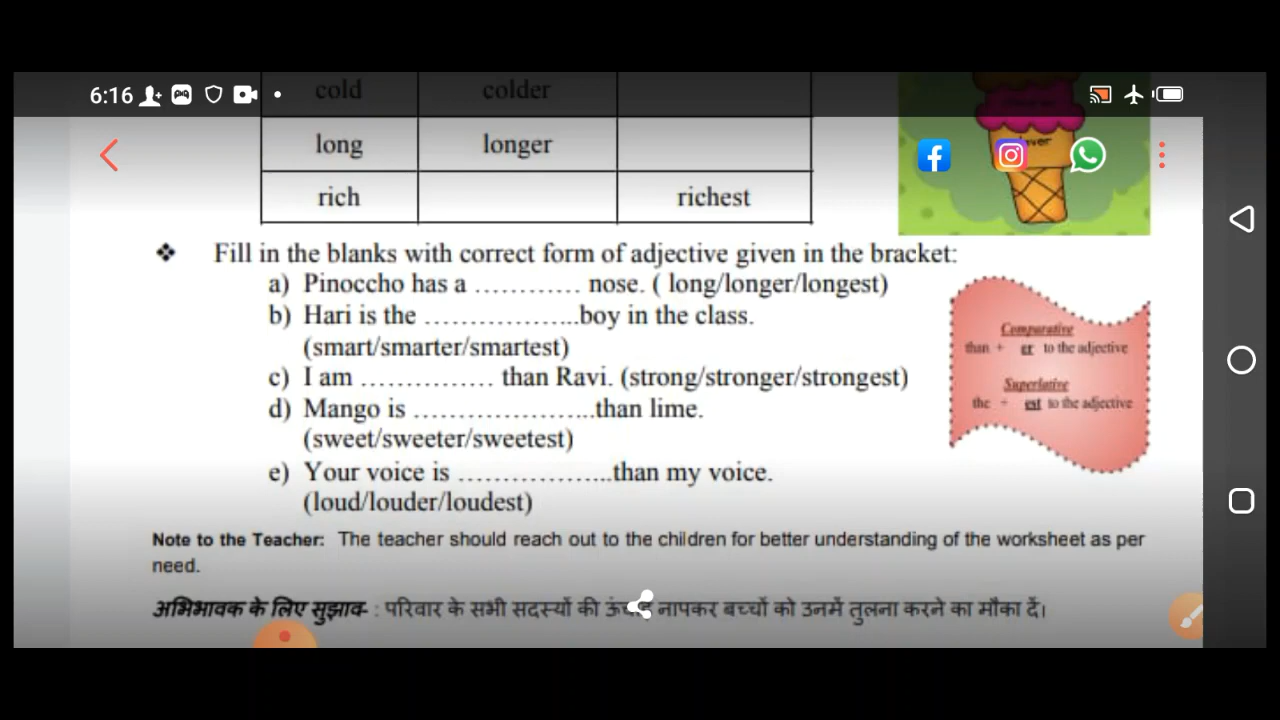 6:16
cold colder
long longer
rich richest
❖ Fill in the blanks with correct form of adjective given in the bracket:
a) Pinoccho has a ………… nose. ( long/longer/longest)
b) Hari is the ……………...boy in the class.
(smart/smarter/smartest)
c) I am …………… than Ravi. (strong/stronger/strongest)
d) Mango is ………………...than lime.
(sweet/sweeter/sweetest)
e) Your voice is ……………...than my voice.
(loud/louder/loudest)
Comparative
than + er to the adjective
Superlative
the + est to the adjective
Note to the Teacher: The teacher should reach out to the children for better understanding of the worksheet as per
need.
अभिभावक के लिए सुझाव : परिवार के सभी सदस्यों की नापकर बच्चों को उनमें तुलना करने का मौका दें।